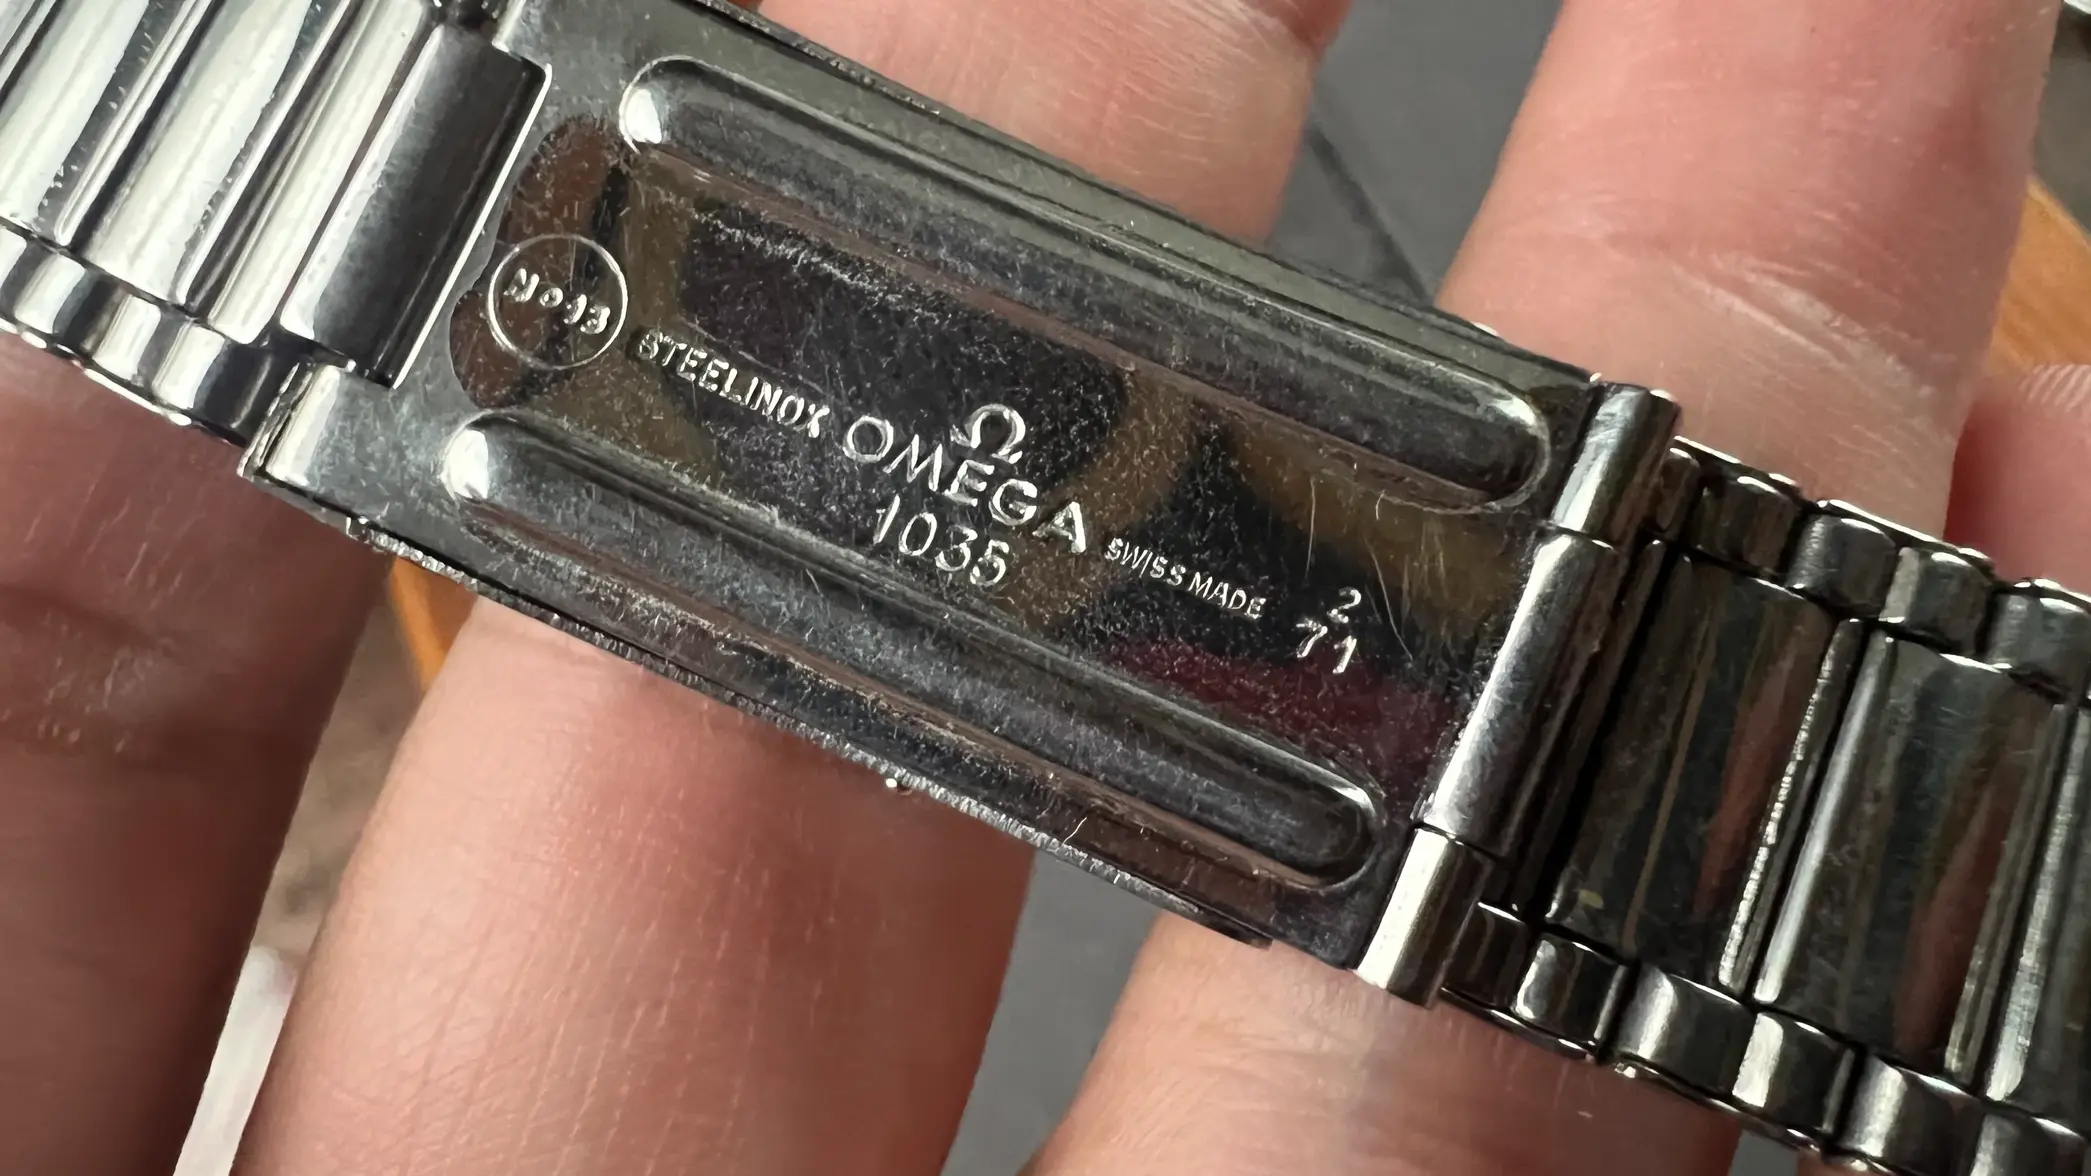 No 13
STEELINOX Ω OMEGA SWISS MADE
1035
2
71